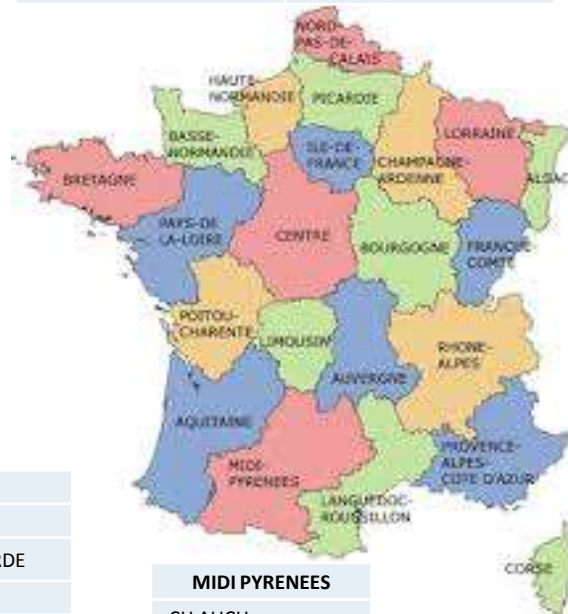 NORD-
PAS-DE-
CALAIS
HAUTE-
NORMANDIE
PICARDIE
BASSE-
NORMANDIE
ILE-DE-
FRANCE
CHAMPAGNE-
ARDENNE
LORRAINE
BRETAGNE
PAYS-DE
LA-LOIRE
CENTRE
BOURGOGNE
FRANCHE
COMTE
POITOU-
CHARENTE
LIMOUSIN
AUVERGNE
RHONE-
ALPES
AQUITAINE
MIDI-
PYRENEES
LANGUEDOC-
ROUSSILLON
PROVENCE-
ALPES-
COTE D'AZUR
CORSE
RDE
MIDI PYRENEES